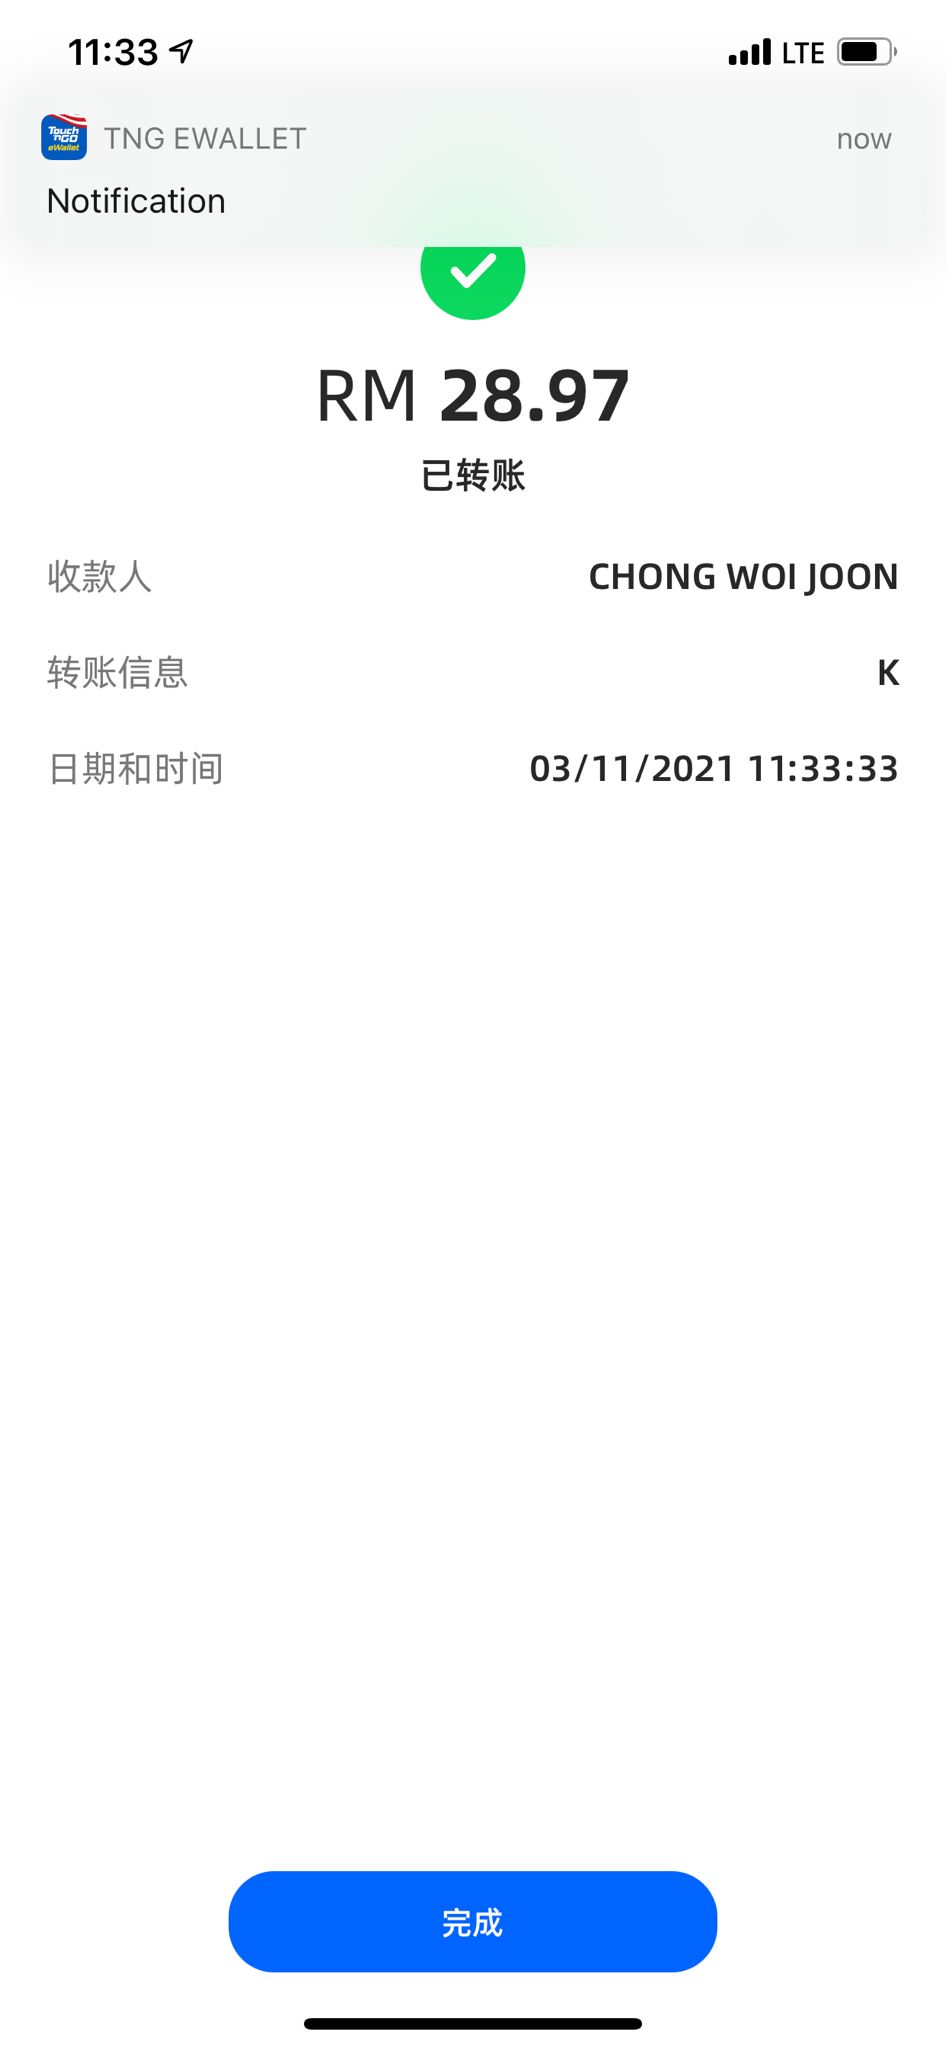 11:33
LTE
Touch
'nGO
eWallet
TNG EWALLET
now
Notification
RM 28.97
已转账
收款人
CHONG WOI JOON
转账信息
K
日期和时间
03/11/2021 11:33:33
完成